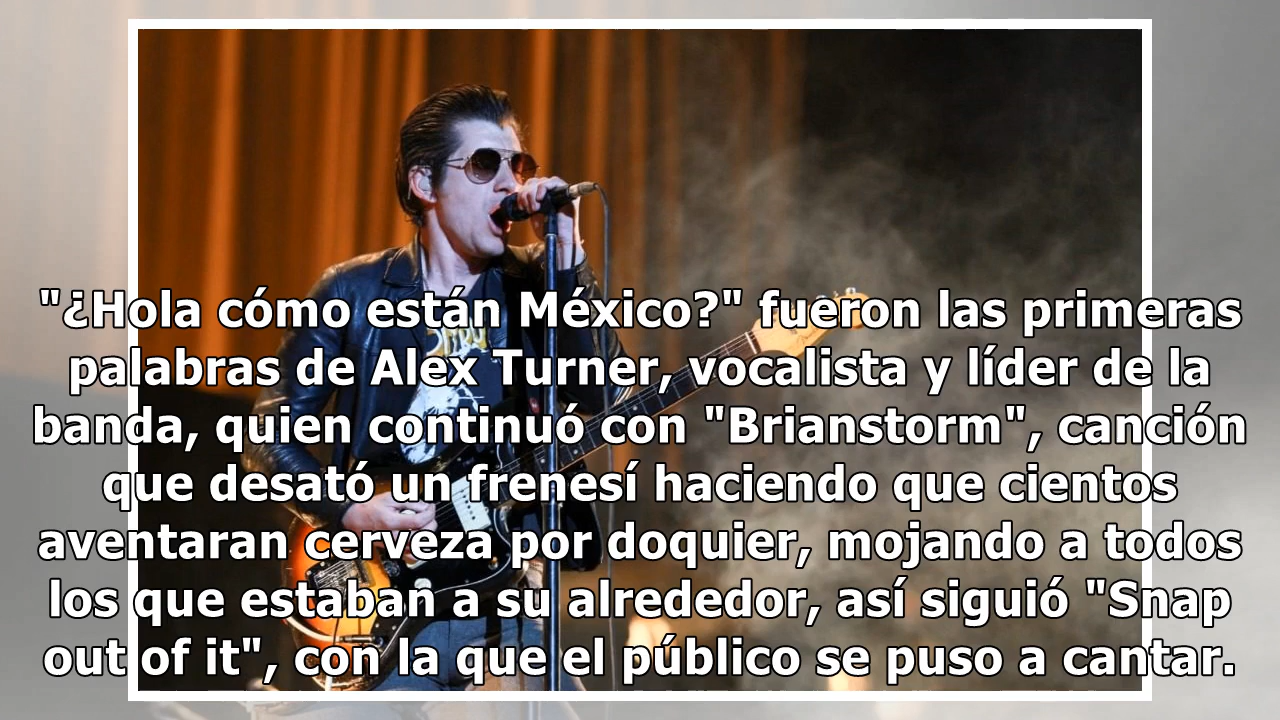 "¿Hola cómo están México?" fueron las primeras
palabras de Alex Turner, vocalista y líder de la
banda, quien continuó con "Brianstorm", canción
que desató un frenesí haciendo que cientos
aventaran cerveza por doquier, mojando a todos
los que estaban a su alrededor, así siguió "Snap
out of it", con la que el público se puso a cantar.